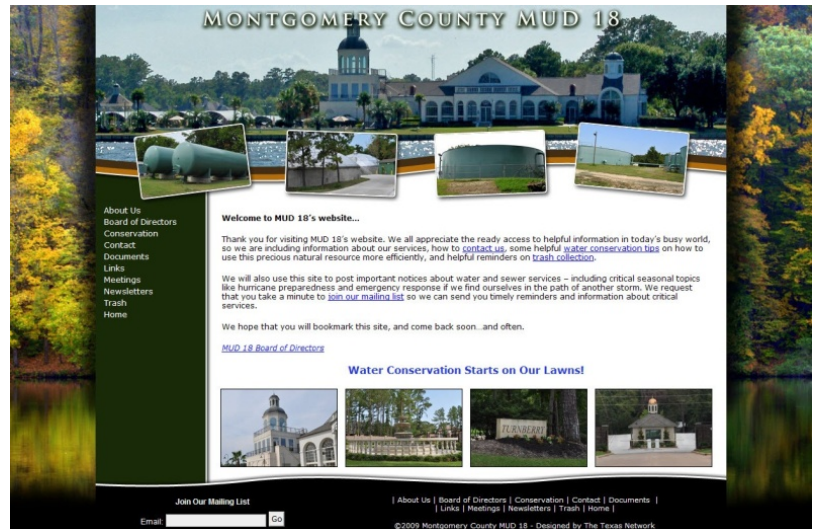 MONTGOMERY COUNTY MUD 18
About Us
Board of Directors
Conservation
Contact
Documents
Links
Meetings
Newsletters
Trash
Home
Welcome to MUD 18's website...
Thank you for visiting MUD 18's website. We all appreciate the ready access to helpful information in today's busy world,
so we are including information about our services, how to contact us, some helpful water conservation tips on how to
use this precious natural resource more efficiently, and helpful reminders on trash collection.
We will also use this site to post important notices about water and sewer services – including critical seasonal topics
like hurricane preparedness and emergency response if we find ourselves in the path of another storm. We request
that you take a minute to join our mailing list so we can send you timely reminders and information about critical
services.
We hope that you will bookmark this site, and come back soon...and often.
MUD 18 Board of Directors
Water Conservation Starts on Our Lawns!
TURNBERRY
Join Our Mailing List
Email: Go
| About Us | Board of Directors | Conservation | Contact | Documents |
| Links | Meetings | Newsletters | Trash | Home |
©2009 Montgomery County MUD 18 - Designed by The Texas Network